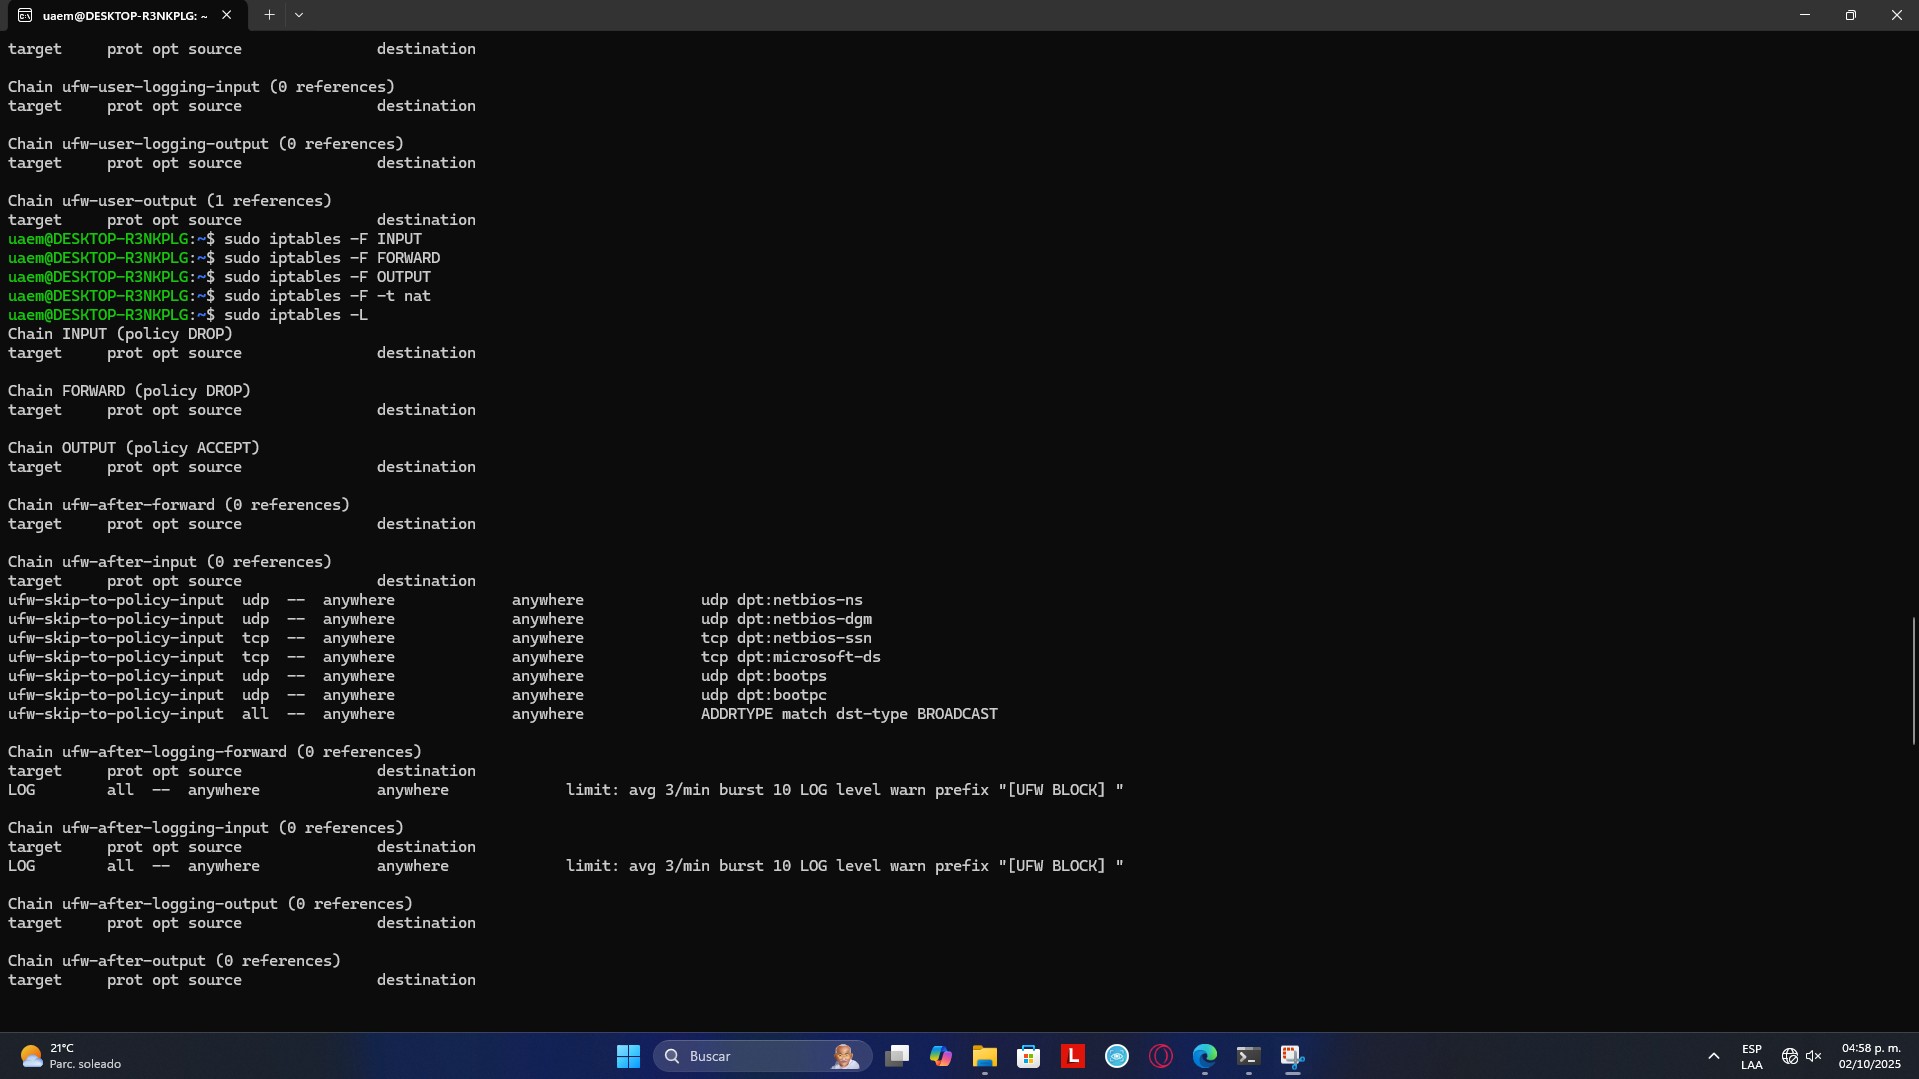 uaem@DESKTOP-R3NKPLG: ~
target     prot opt source               destination
Chain ufw-user-logging-input (0 references)
target     prot opt source               destination
Chain ufw-user-logging-output (0 references)
target     prot opt source               destination
Chain ufw-user-output (1 references)
target     prot opt source               destination
uaem@DESKTOP-R3NKPLG:~$ sudo iptables -F INPUT
uaem@DESKTOP-R3NKPLG:~$ sudo iptables -F FORWARD
uaem@DESKTOP-R3NKPLG:~$ sudo iptables -F OUTPUT
uaem@DESKTOP-R3NKPLG:~$ sudo iptables -F -t nat
uaem@DESKTOP-R3NKPLG:~$ sudo iptables -L
Chain INPUT (policy DROP)
target     prot opt source               destination
Chain FORWARD (policy DROP)
target     prot opt source               destination
Chain OUTPUT (policy ACCEPT)
target     prot opt source               destination
Chain ufw-after-forward (0 references)
target     prot opt source               destination
Chain ufw-after-input (0 references)
target     prot opt source               destination
ufw-skip-to-policy-input  udp  --  anywhere             anywhere             udp dpt:netbios-ns
ufw-skip-to-policy-input  udp  --  anywhere             anywhere             udp dpt:netbios-dgm
ufw-skip-to-policy-input  tcp  --  anywhere             anywhere             tcp dpt:netbios-ssn
ufw-skip-to-policy-input  tcp  --  anywhere             anywhere             tcp dpt:microsoft-ds
ufw-skip-to-policy-input  udp  --  anywhere             anywhere             udp dpt:bootps
ufw-skip-to-policy-input  udp  --  anywhere             anywhere             udp dpt:bootpc
ufw-skip-to-policy-input  all  --  anywhere             anywhere             ADDRTYPE match dst-type BROADCAST
Chain ufw-after-logging-forward (0 references)
target     prot opt source               destination
LOG        all  --  anywhere             anywhere             limit: avg 3/min burst 10 LOG level warn prefix "[UFW BLOCK] "
Chain ufw-after-logging-input (0 references)
target     prot opt source               destination
LOG        all  --  anywhere             anywhere             limit: avg 3/min burst 10 LOG level warn prefix "[UFW BLOCK] "
Chain ufw-after-logging-output (0 references)
target     prot opt source               destination
Chain ufw-after-output (0 references)
target     prot opt source               destination
21°C
Parc. soleado
Buscar
L
ESP
LAA
04:58 p. m.
02/10/2025